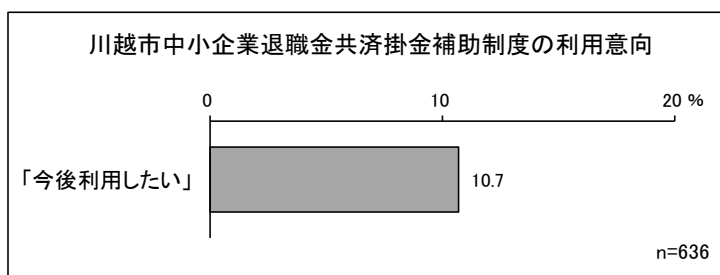 川越市中小企業退職金共済掛金補助制度の利用意向
0 10 20 %
「今後利用したい」 10.7
n=636